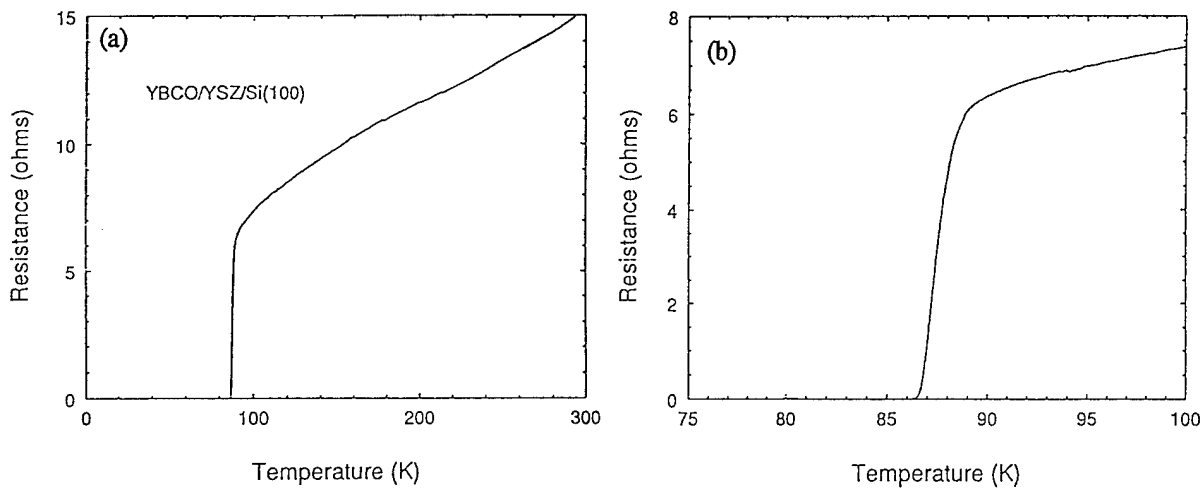 (a)
YBCO/YSZ/Si(100)
Resistance (ohms)
15
10
5
0
0
100
200
300
Temperature (K)
(b)
Resistance (ohms)
8
6
4
2
0
75
80
85
90
95
100
Temperature (K)